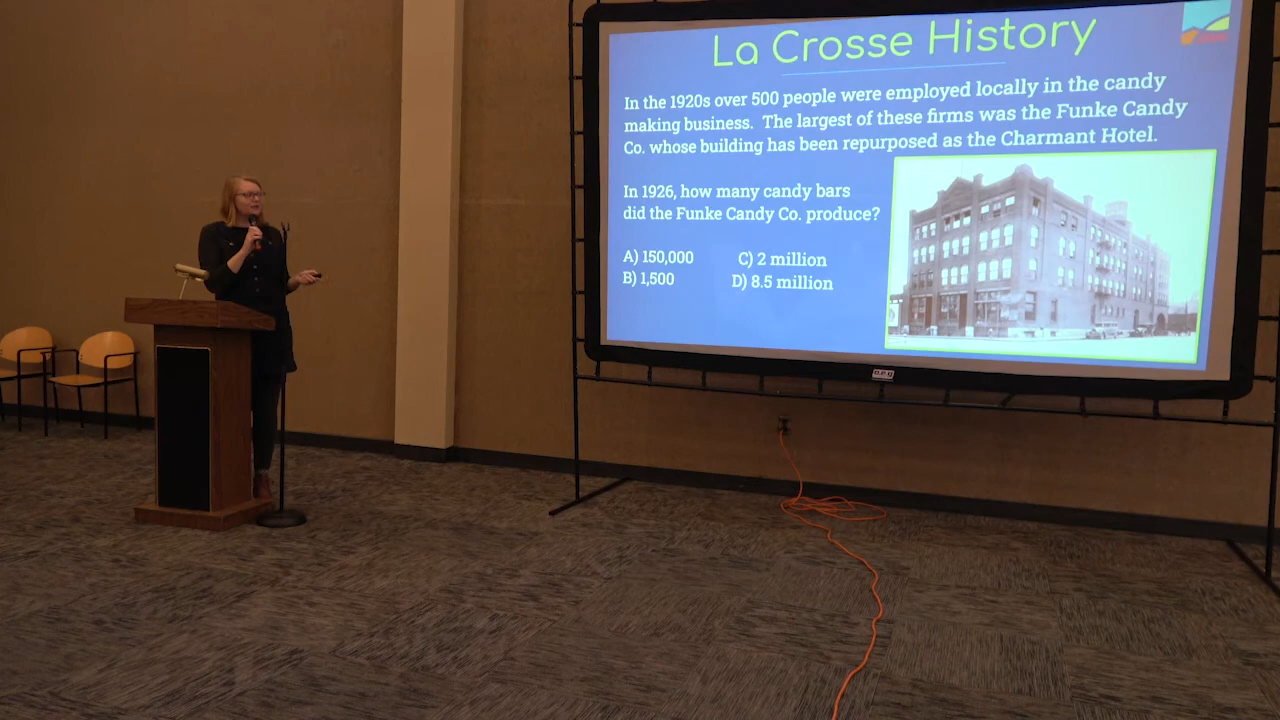 La Crosse History
In the 1920s over 500 people were employed locally in the candy
making business. The largest of these firms was the Funke Candy
Co. whose building has been repurposed as the Charmant Hotel.
In 1926, how many candy bars
did the Funke Candy Co. produce?
A) 150,000
C) 2 million
B) 1,500
D) 8.5 million